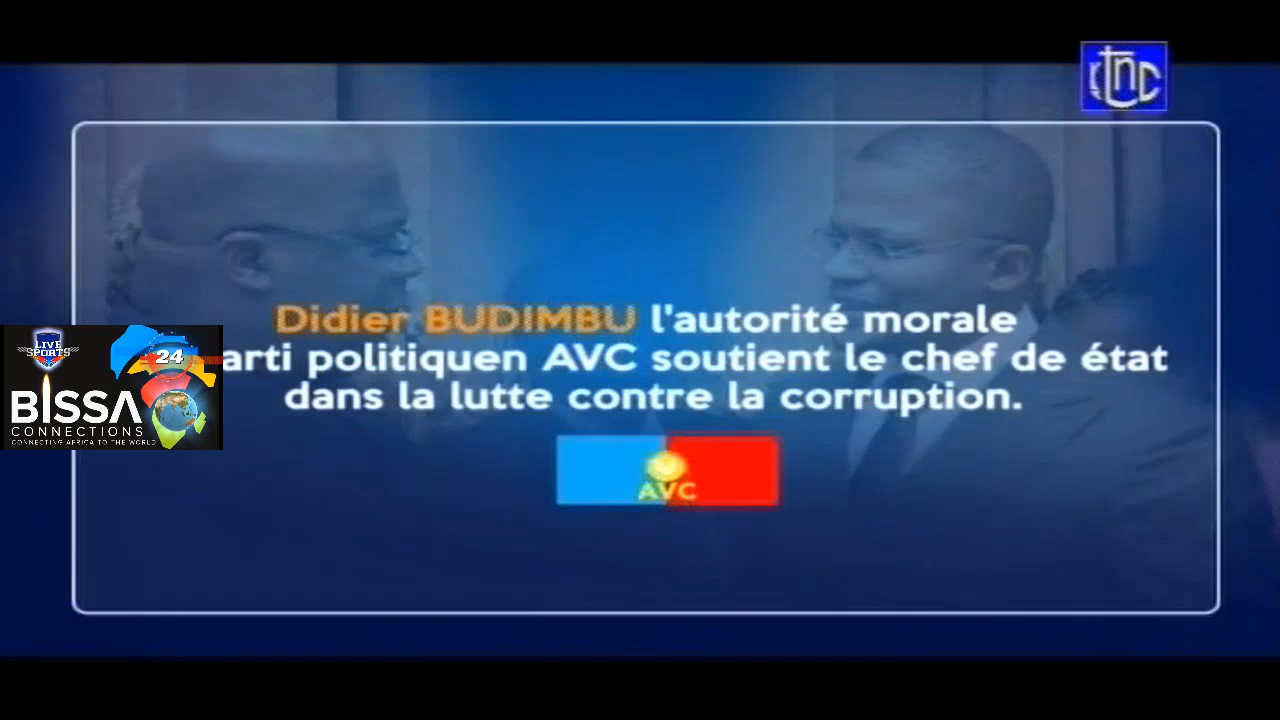 rtnc
Didier BUDIMBU l'autorité morale
arti politiquen AVC soutient le chef de état
dans la lutte contre la corruption.
AVC
LIVE
SPORTS
24
BISSA
CONNECTIONS
CONNECTING AFRICA TO THE WORLD